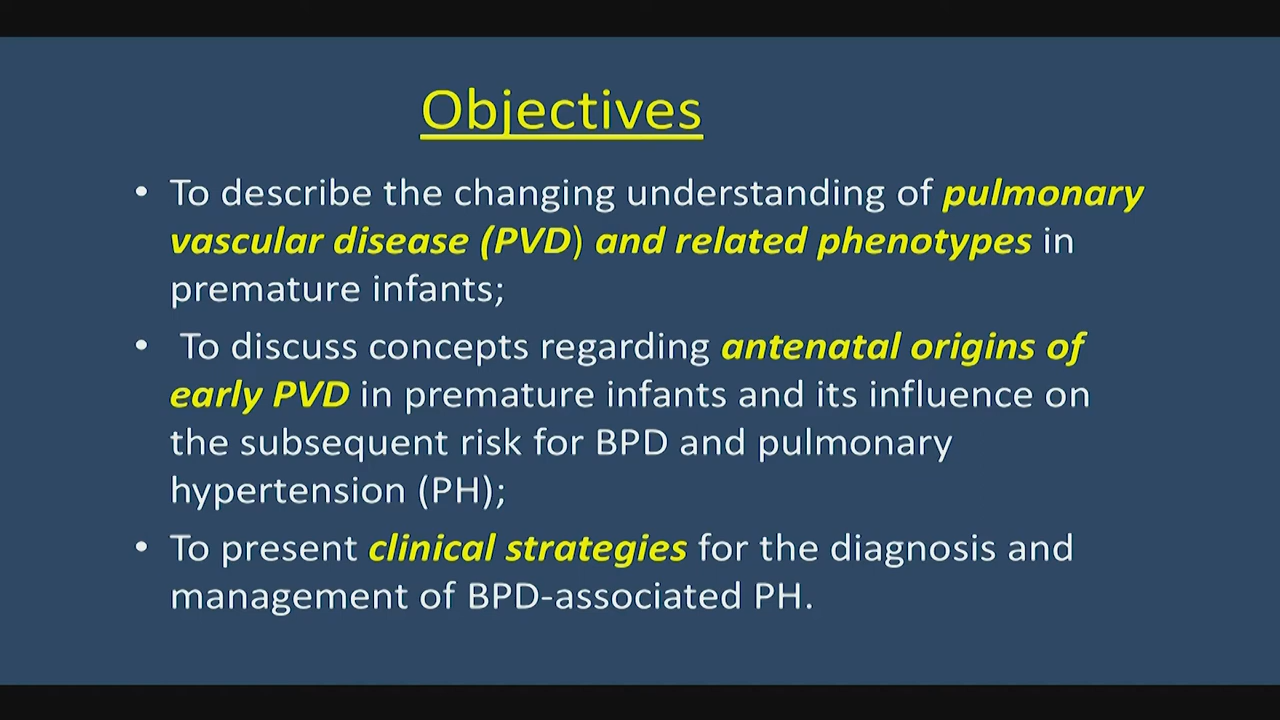 Objectives
• To describe the changing understanding of pulmonary
vascular disease (PVD) and related phenotypes in
premature infants;
• To discuss concepts regarding antenatal origins of
early PVD in premature infants and its influence on
the subsequent risk for BPD and pulmonary
hypertension (PH);
• To present clinical strategies for the diagnosis and
management of BPD-associated PH.